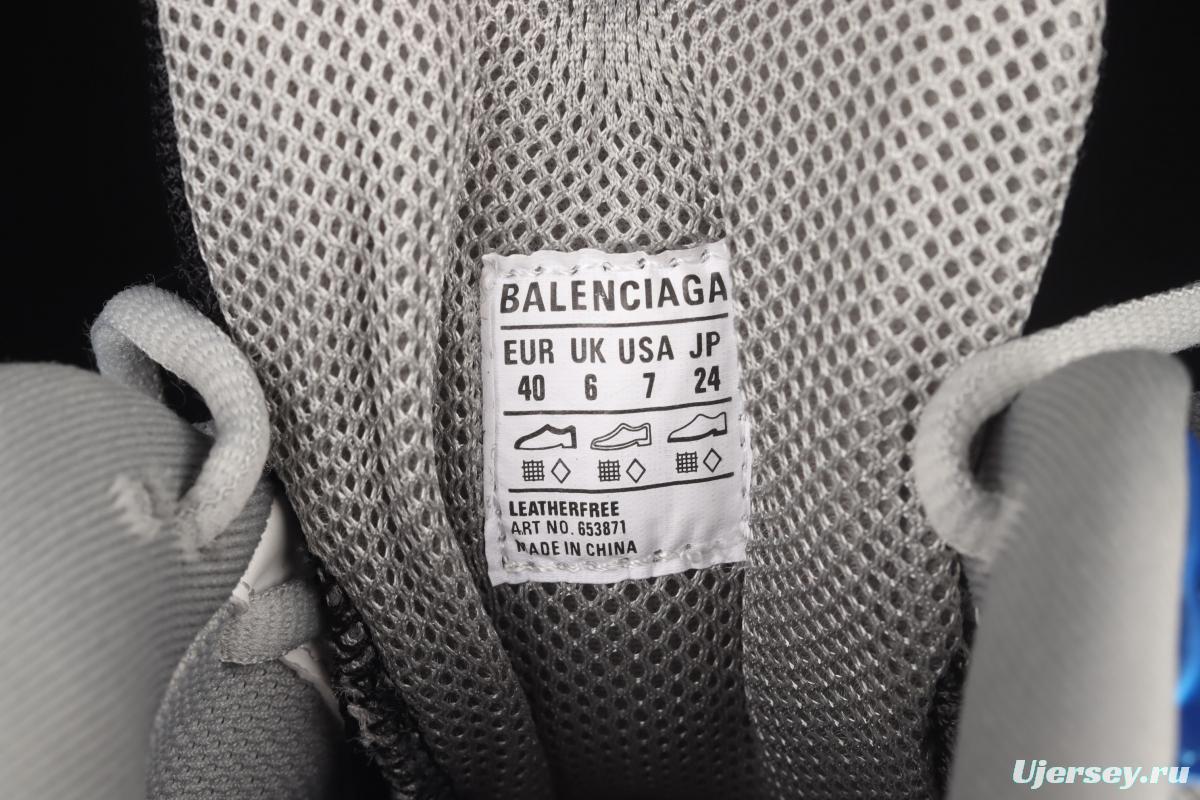 BALENCIAGA
EUR UK USA JP
40 6 7 24
LEATHERFREE
ART NO. 653871
MADE IN CHINA
Ujersey.ru